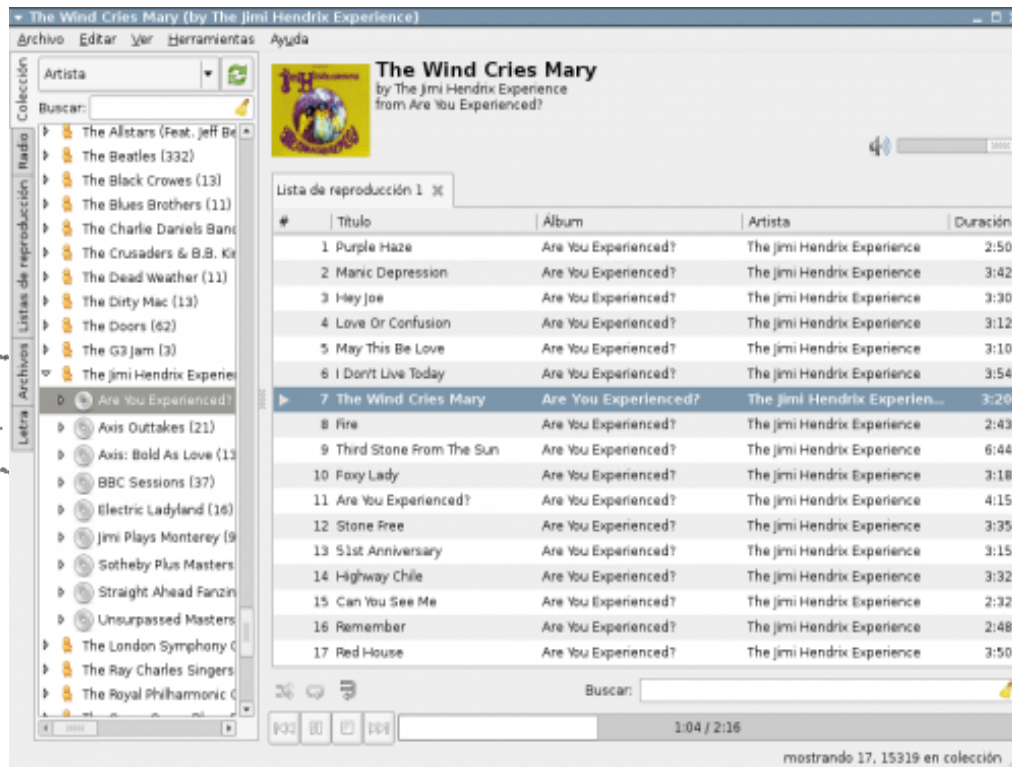 The Wind Cries Mary (by The Jimi Hendrix Experience)
Archivo Editar Ver Herramientas Ayuda
Colección
Radio
Listas de reproducción
Archivos
Letra
Artista
Buscar:
The Allstars (Feat. Jeff Be
The Beatles (332)
The Black Crowes (13)
The Blues Brothers (11)
The Charlie Daniels Band
The Crusaders & B.B. Kin
The Dead Weather (11)
The Dirty Mac (13)
The Doors (62)
The G3 Jam (3)
The Jimi Hendrix Experien
Are You Experienced?
Axis Outtakes (21)
Axis: Bold As Love (13
BBC Sessions (37)
Electric Ladyland (16)
Jimi Plays Monterey (9
Sotheby Plus Masters
Straight Ahead Fanzin
Unsurpassed Masters
The London Symphony O
The Ray Charles Singers
The Royal Philharmonic O
The Wind Cries Mary
by The Jimi Hendrix Experience
from Are You Experienced?
Lista de reproducción 1
# Título Álbum Artista Duración
1 Purple Haze Are You Experienced? The Jimi Hendrix Experience 2:50
2 Manic Depression Are You Experienced? The Jimi Hendrix Experience 3:42
3 Hey Joe Are You Experienced? The Jimi Hendrix Experience 3:30
4 Love Or Confusion Are You Experienced? The Jimi Hendrix Experience 3:12
5 May This Be Love Are You Experienced? The Jimi Hendrix Experience 3:10
6 I Don't Live Today Are You Experienced? The Jimi Hendrix Experience 3:54
7 The Wind Cries Mary Are You Experienced? The Jimi Hendrix Experien... 3:20
8 Fire Are You Experienced? The Jimi Hendrix Experience 2:43
9 Third Stone From The Sun Are You Experienced? The Jimi Hendrix Experience 6:44
10 Foxy Lady Are You Experienced? The Jimi Hendrix Experience 3:18
11 Are You Experienced? Are You Experienced? The Jimi Hendrix Experience 4:15
12 Stone Free Are You Experienced? The Jimi Hendrix Experience 3:35
13 51st Anniversary Are You Experienced? The Jimi Hendrix Experience 3:15
14 Highway Chile Are You Experienced? The Jimi Hendrix Experience 3:32
15 Can You See Me Are You Experienced? The Jimi Hendrix Experience 2:32
16 Remember Are You Experienced? The Jimi Hendrix Experience 2:48
17 Red House Are You Experienced? The Jimi Hendrix Experience 3:50
Buscar:
1:04 / 2:16
mostrando 17, 15319 en colección